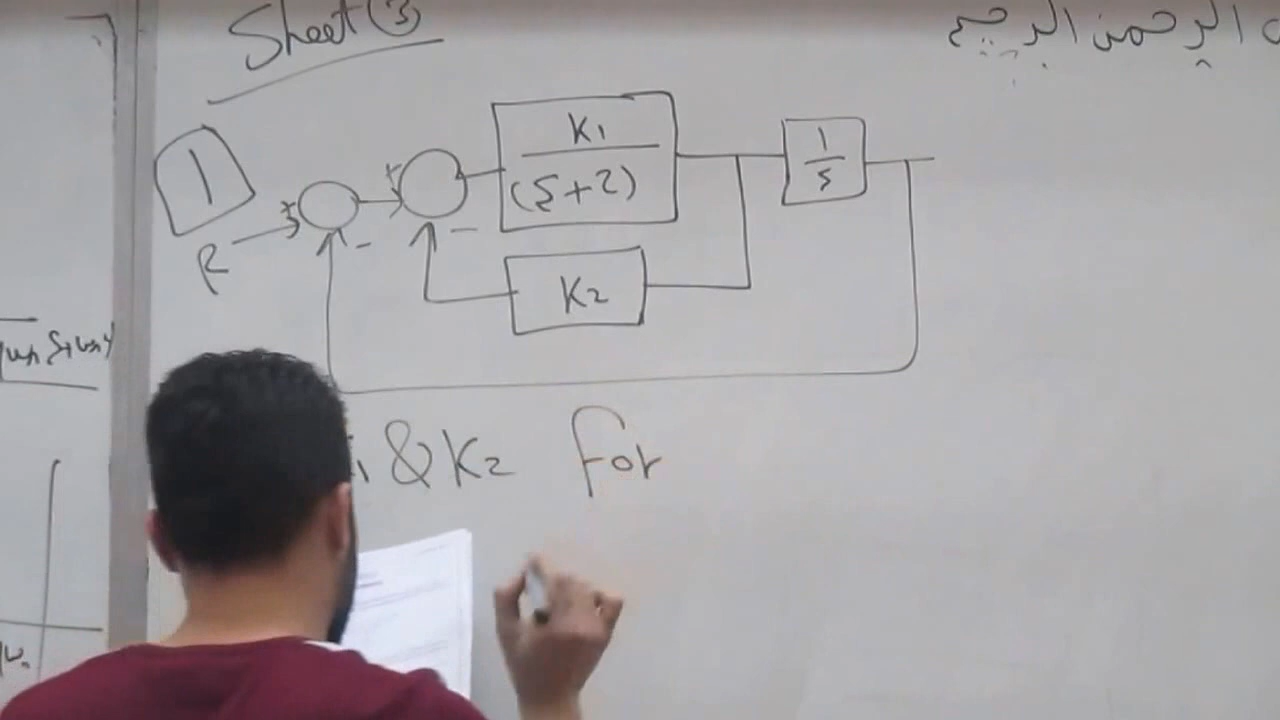 Sheet (3)
الرحمن الرحيم
1
R
+
-
+
-
K1
(S+2)
1
s
K2
& K2 for